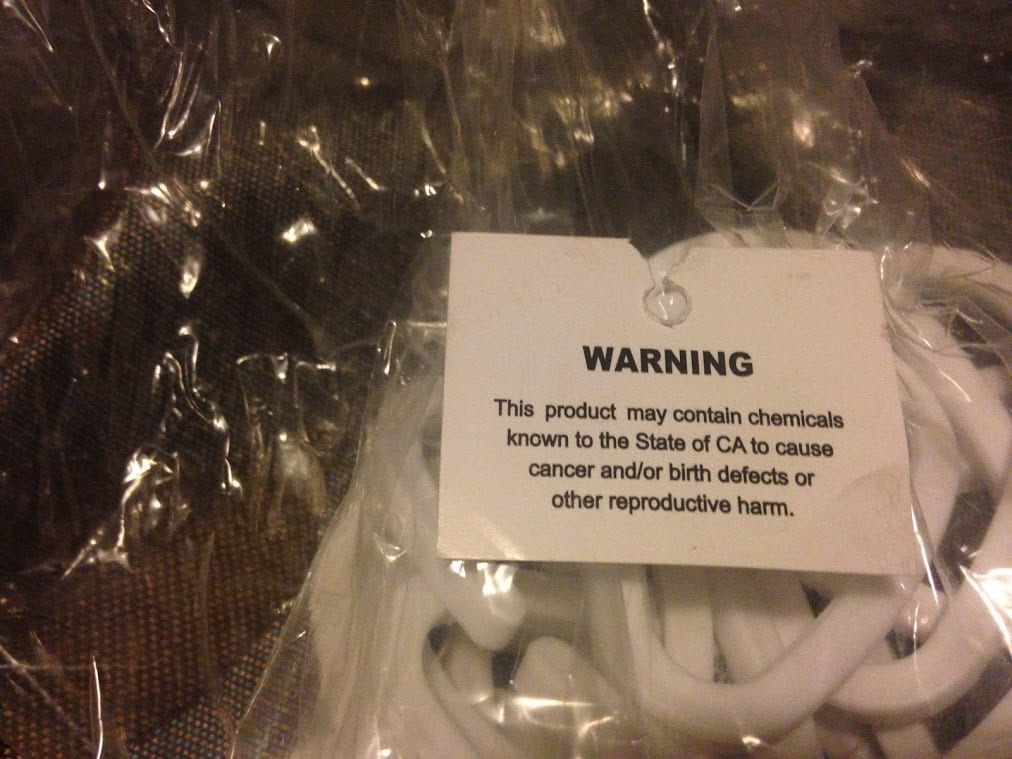 WARNING
This product may contain chemicals
known to the State of CA to cause
cancer and/or birth defects or
other reproductive harm.